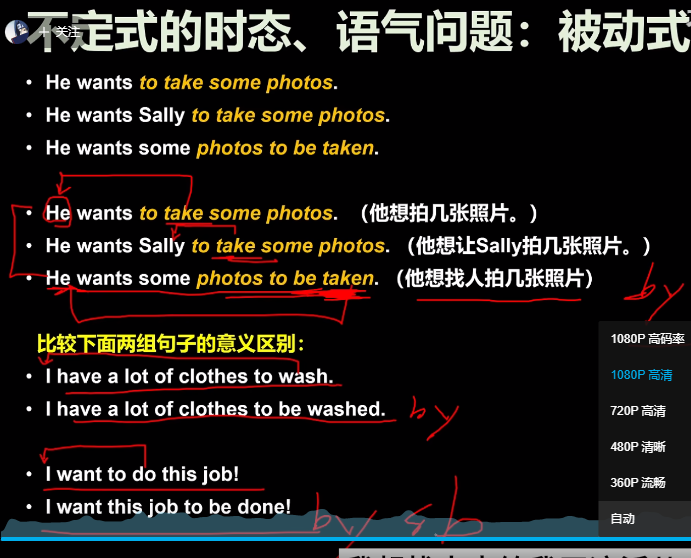 不定式的时态、语气问题：被动式
+ 关注
• He wants to take some photos.
• He wants Sally to take some photos.
• He wants some photos to be taken.
• He wants to take some photos. （他想拍几张照片。）
• He wants Sally to take some photos. （他想让Sally拍几张照片。）
• He wants some photos to be taken. （他想找人拍几张照片）
by
比较下面两组句子的意义区别：
• I have a lot of clothes to wash.
• I have a lot of clothes to be washed. by
• I want to do this job!
• I want this job to be done! by sb
1080P 高码率
1080P 高清
720P 高清
480P 清晰
360P 流畅
自动